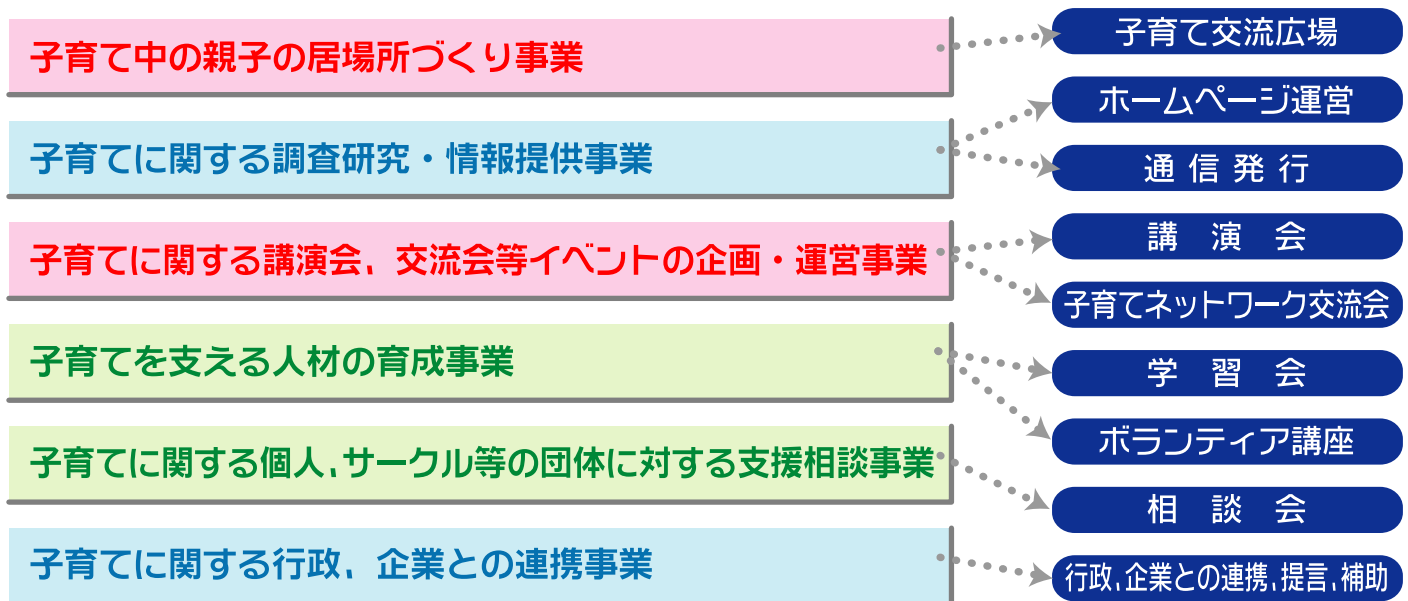 子育て中の親子の居場所づくり事業
子育て交流広場
子育てに関する調査研究・情報提供事業
ホームページ運営
通信発行
子育てに関する講演会、交流会等イベントの企画・運営事業
講演会
子育てネットワーク交流会
子育てを支える人材の育成事業
学習会
ボランティア講座
子育てに関する個人、サークル等の団体に対する支援相談事業
相談会
子育てに関する行政、企業との連携事業
行政、企業との連携、提言、補助